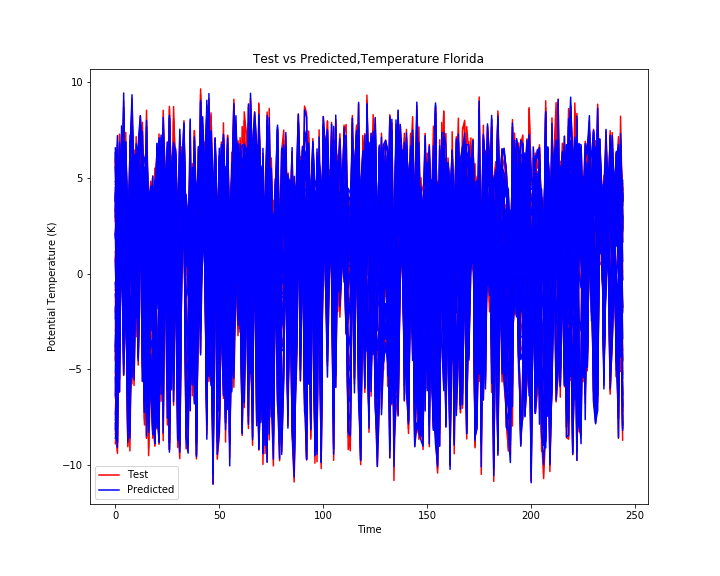 Test vs Predicted,Temperature Florida
10
5
0
−5
−10
Potential Temperature (K)
Test
Predicted
0 50 100 150 200 250
Time